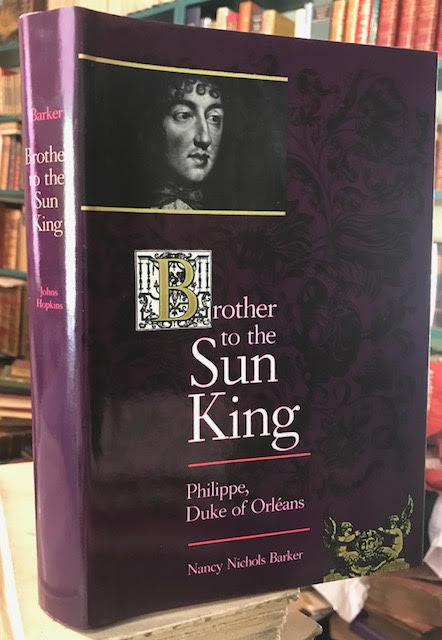 Barker
Brother
to the
Sun
King
Johns
Hopkins
Brother
to the
Sun
King
Philippe,
Duke of Orléans
Nancy Nichols Barker